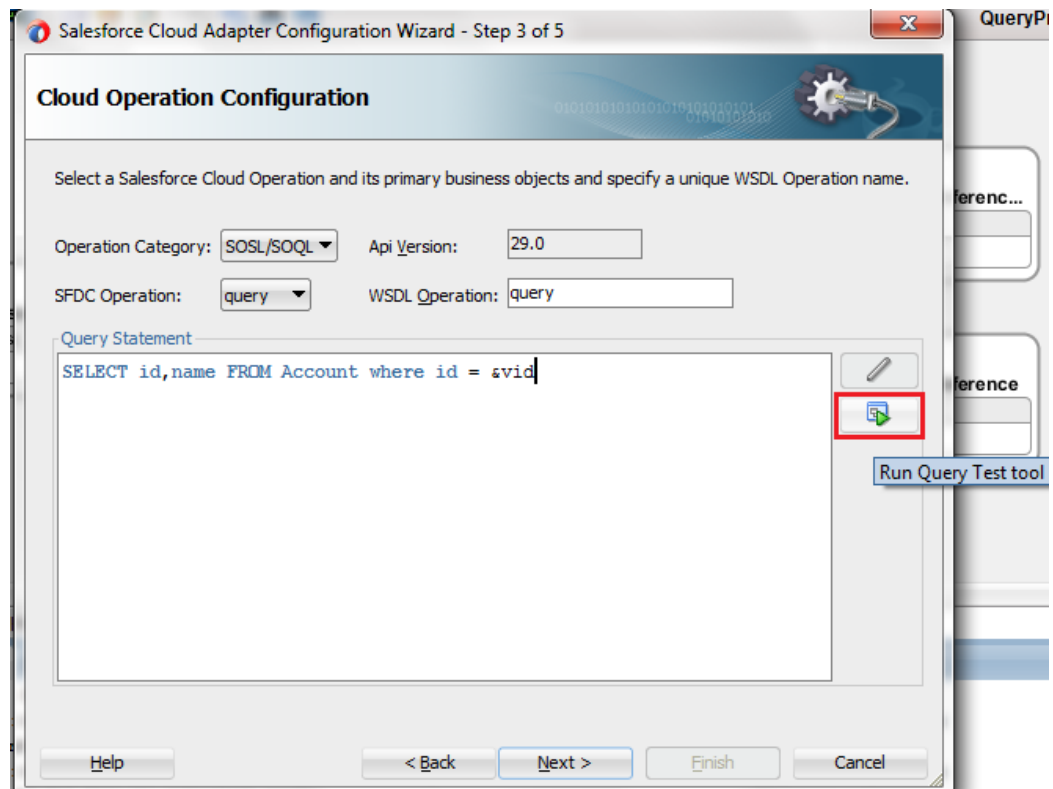 Salesforce Cloud Adapter Configuration Wizard - Step 3 of 5
QueryPr
Cloud Operation Configuration
Select a Salesforce Cloud Operation and its primary business objects and specify a unique WSDL Operation name.
ferenc...
Operation Category: SOSL/SOQL Api Version: 29.0
SFDC Operation: query WSDL Operation: query
Query Statement
SELECT id,name FROM Account where id = &vid
ference
Run Query Test tool
Help < Back Next > Finish Cancel